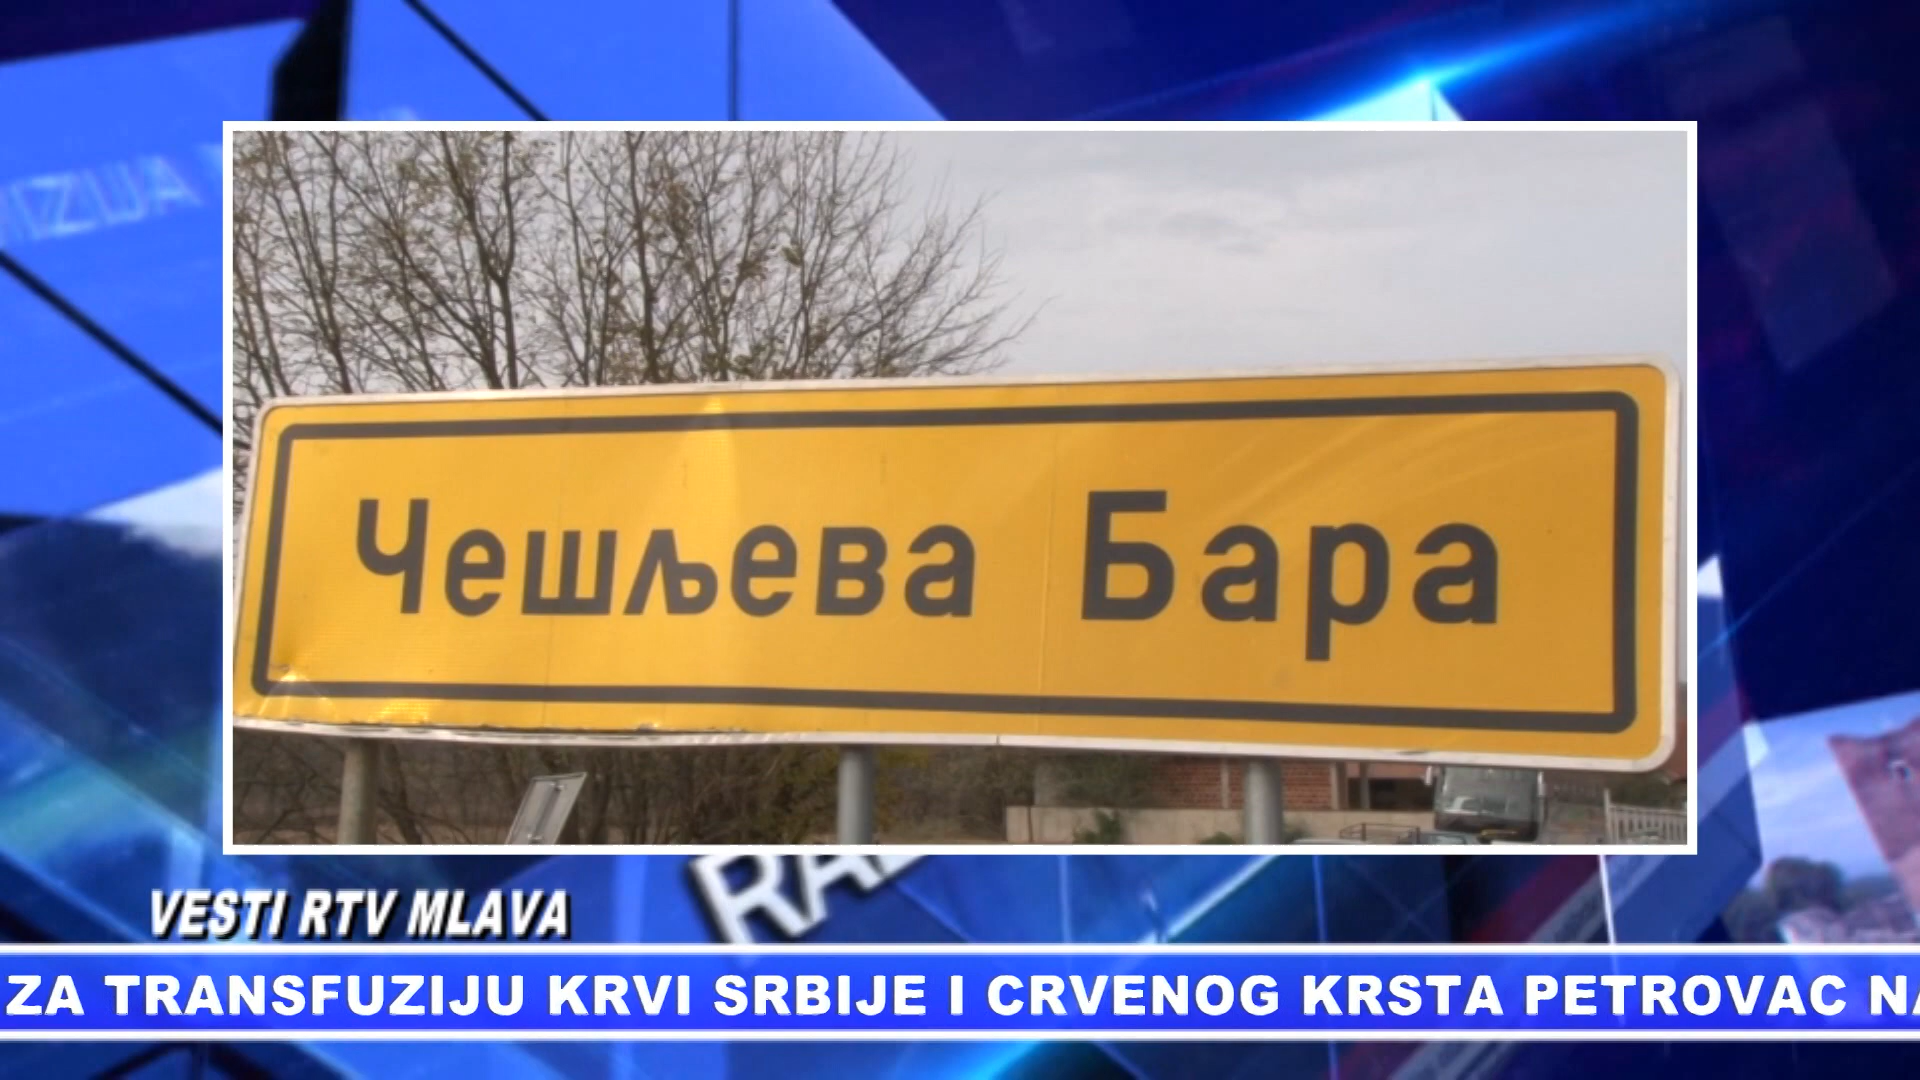 Чешљева Бара
VESTI RTV MLAVA
ZA TRANSFUZIJU KRVI SRBIJE I CRVENOG KRSTA PETROVAC NA